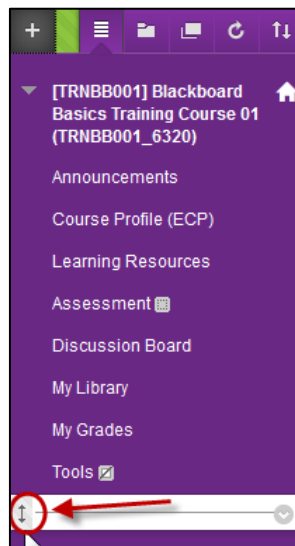 [TRNBB001] Blackboard
Basics Training Course 01
(TRNBB001_6320)
Announcements
Course Profile (ECP)
Learning Resources
Assessment
Discussion Board
My Library
My Grades
Tools